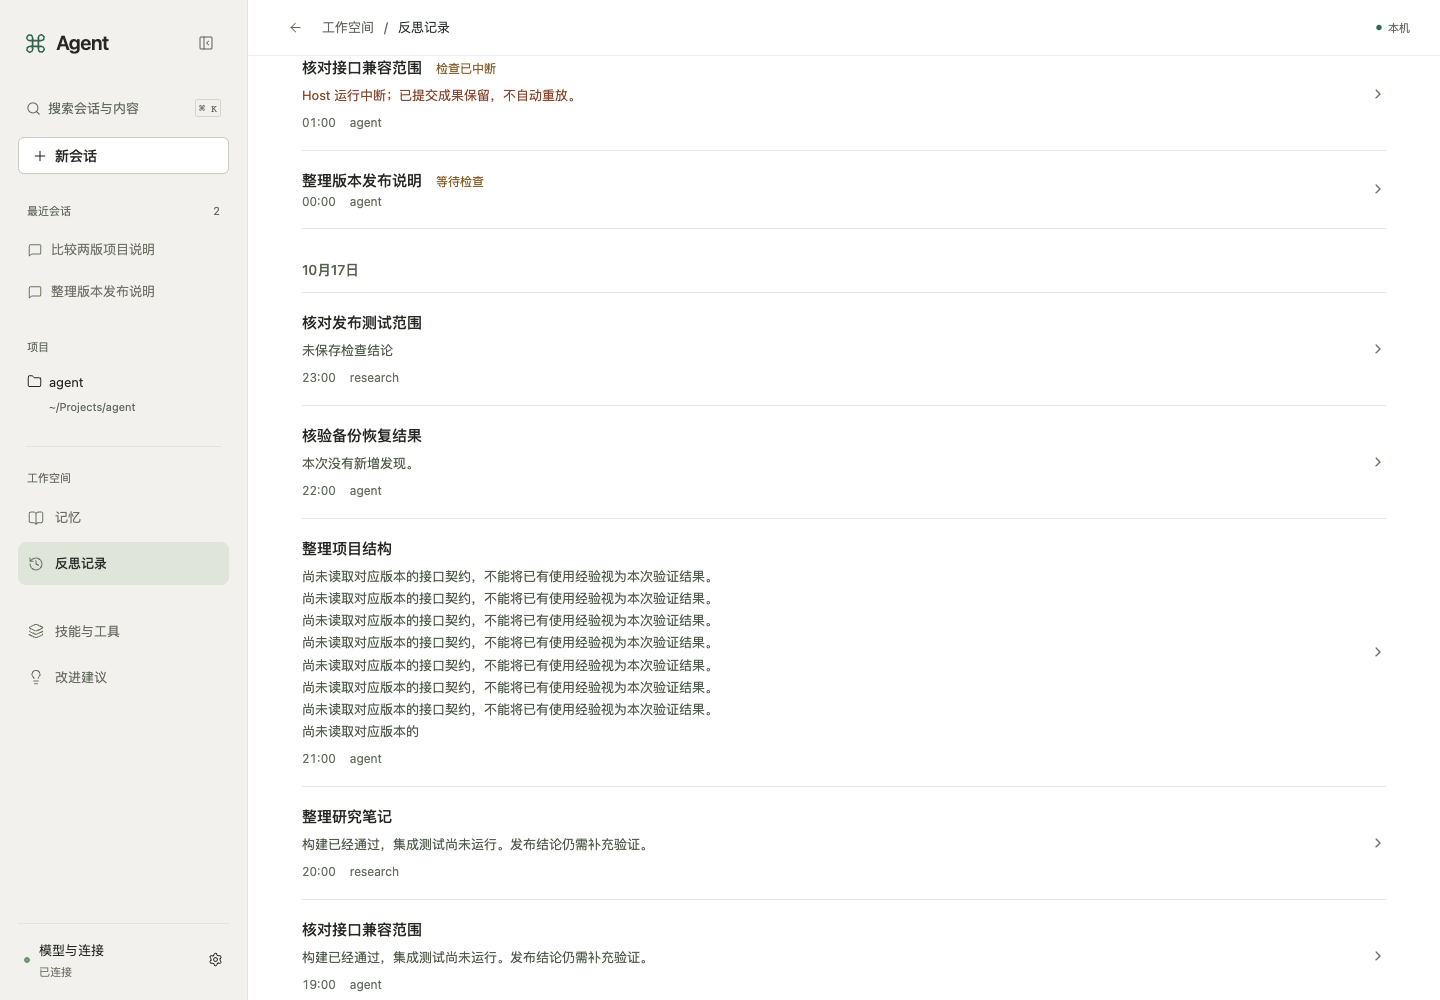 Agent
搜索会话与内容
⌘ K
新会话
最近会话 2
比较两版项目说明
整理版本发布说明
项目
agent
~/Projects/agent
工作空间
记忆
反思记录
技能与工具
改进建议
模型与连接
已连接
工作空间 / 反思记录
本机
核对接口兼容范围 检查已中断
Host 运行中断；已提交成果保留，不自动重放。
01:00 agent
整理版本发布说明 等待检查
00:00 agent
10月17日
核对发布测试范围
未保存检查结论
23:00 research
核验备份恢复结果
本次没有新增发现。
22:00 agent
整理项目结构
尚未读取对应版本的接口契约，不能将已有使用经验视为本次验证结果。
尚未读取对应版本的接口契约，不能将已有使用经验视为本次验证结果。
尚未读取对应版本的接口契约，不能将已有使用经验视为本次验证结果。
尚未读取对应版本的接口契约，不能将已有使用经验视为本次验证结果。
尚未读取对应版本的接口契约，不能将已有使用经验视为本次验证结果。
尚未读取对应版本的接口契约，不能将已有使用经验视为本次验证结果。
尚未读取对应版本的接口契约，不能将已有使用经验视为本次验证结果。
尚未读取对应版本的
21:00 agent
整理研究笔记
构建已经通过，集成测试尚未运行。发布结论仍需补充验证。
20:00 research
核对接口兼容范围
构建已经通过，集成测试尚未运行。发布结论仍需补充验证。
19:00 agent